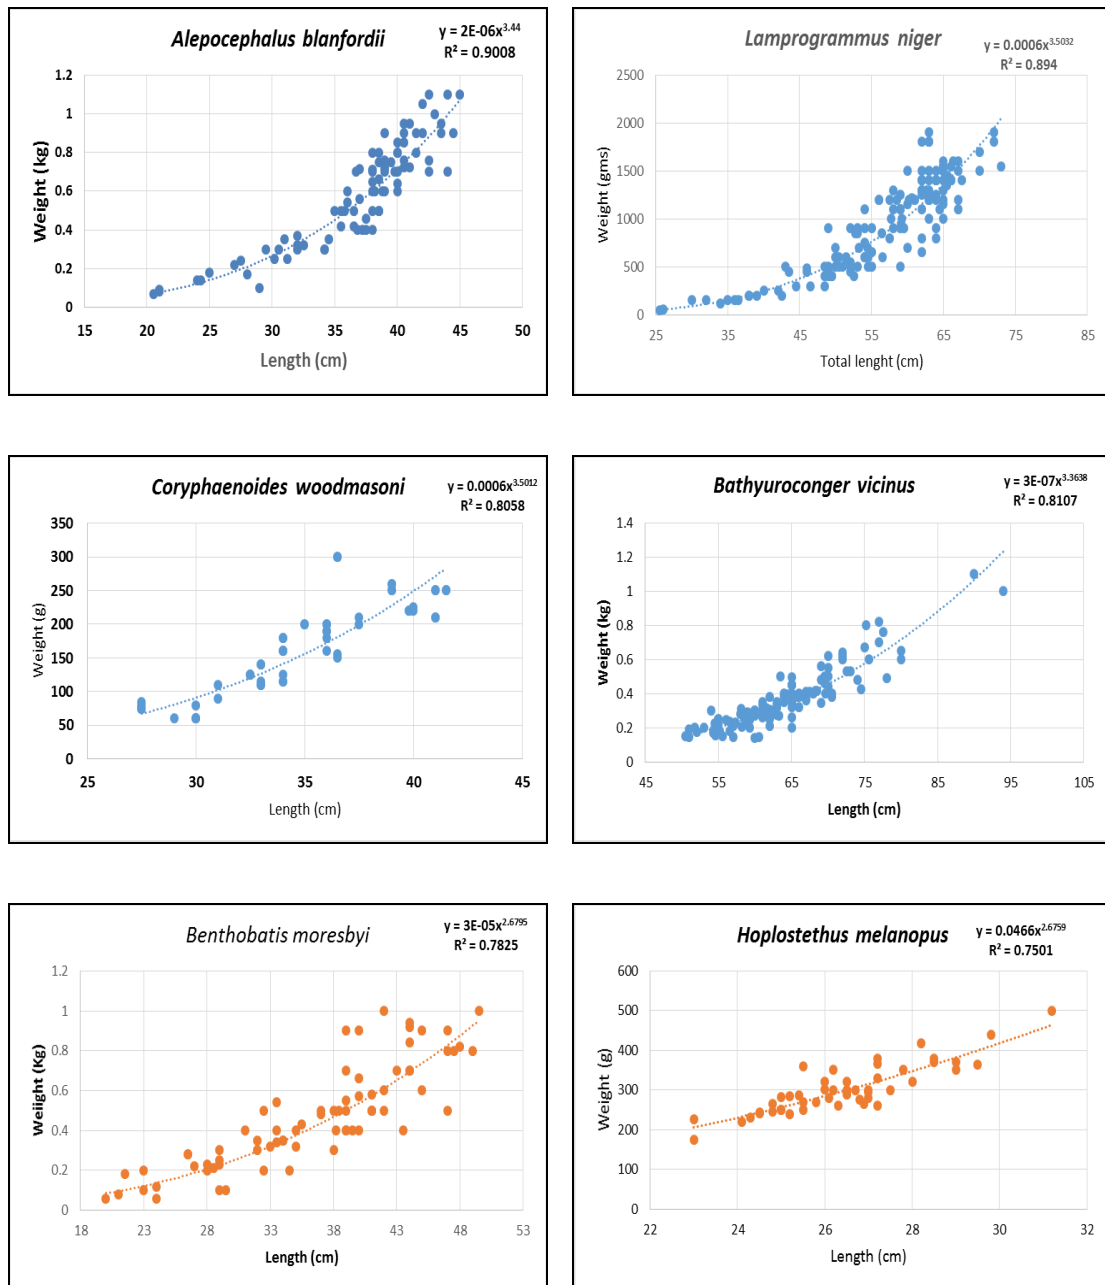 Alepocephalus blanfordii
y = 2E-06x^3.44
R² = 0.9008
1.2
1
0.8
0.6
0.4
0.2
0
Weight (kg)
15 20 25 30 35 40 45 50
Length (cm)
Lamprogrammus niger
y = 0.0006x^3.5032
R² = 0.894
2500
2000
1500
1000
500
0
Weight (gms)
25 35 45 55 65 75 85
Total lenght (cm)
Coryphaenoides woodmasoni
y = 0.0006x^3.5012
R² = 0.8058
350
300
250
200
150
100
50
0
Weight (g)
25 30 35 40 45
Length (cm)
Bathyuroconger vicinus
y = 3E-07x^3.3638
R² = 0.8107
1.4
1.2
1
0.8
0.6
0.4
0.2
0
Weight (kg)
45 55 65 75 85 95 105
Length (cm)
Benthobatis moresbyi
y = 3E-05x^2.6795
R² = 0.7825
1.2
1
0.8
0.6
0.4
0.2
0
Weiight (Kg)
18 23 28 33 38 43 48 53
Length (cm)
Hoplostethus melanopus
y = 0.0466x^2.6759
R² = 0.7501
600
500
400
300
200
100
0
Weight (g)
22 24 26 28 30 32
Length (cm)